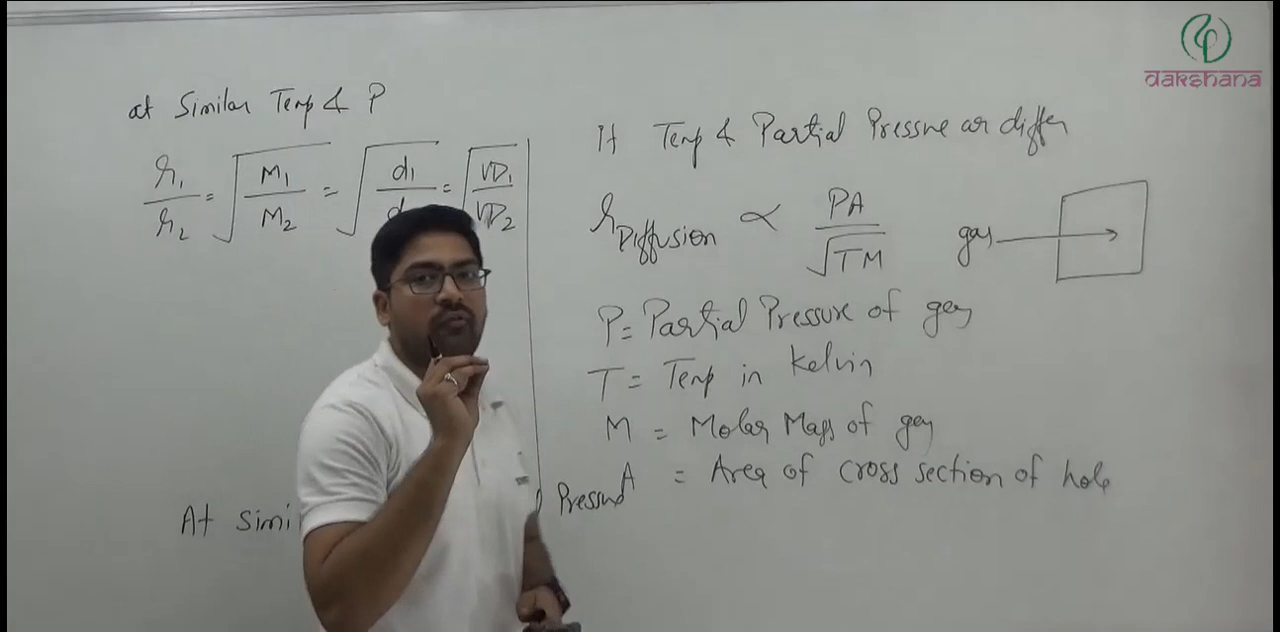 dakshana
at Similar Temp & P
r1/r2 = √(M1/M2) = √(d1/d = √(VD1/VD2)
If Temp & Partial Pressure are differ
rDiffusion ∝ PA/√TM
gas
P = Partial Pressure of gas
T = Temp in Kelvin
M = Molar Mass of gas
A = Area of cross section of hole
At simi Pressure